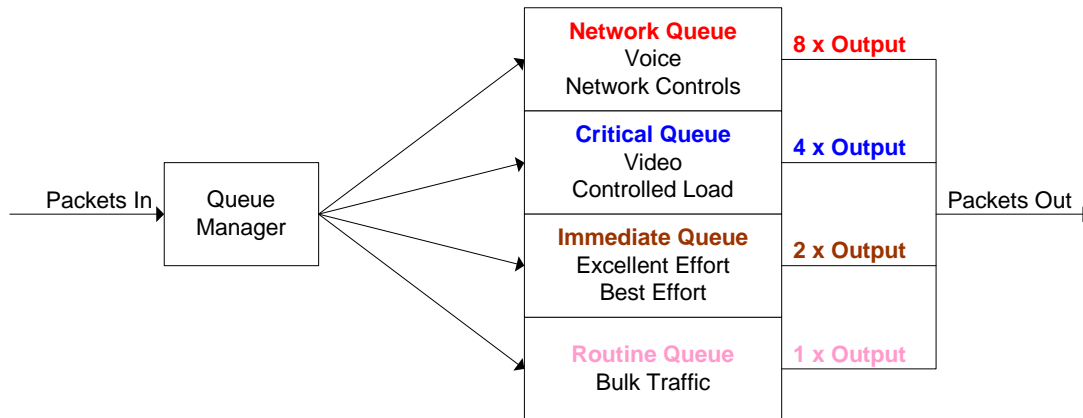 Packets In
Queue
Manager
Network Queue
Voice
Network Controls
8 x Output
Critical Queue
Video
Controlled Load
4 x Output
Immediate Queue
Excellent Effort
Best Effort
2 x Output
Routine Queue
Bulk Traffic
1 x Output
Packets Out